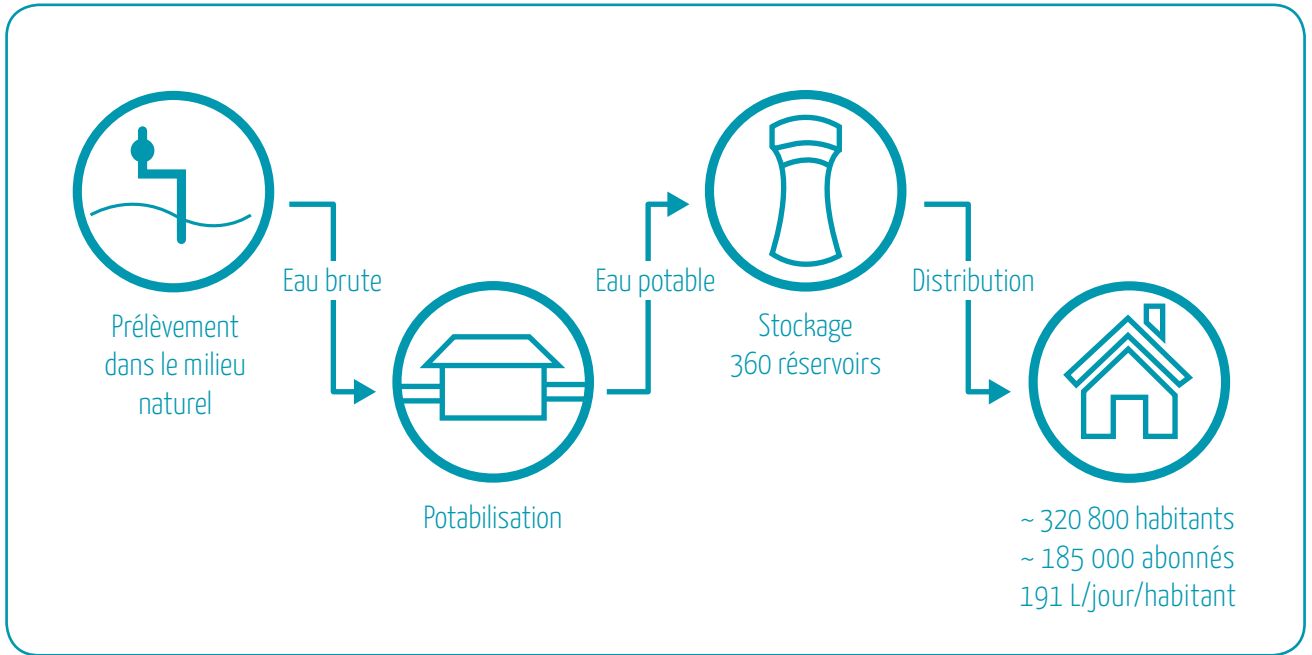 Prélèvement
dans le milieu
naturel
Eau brute
Potabilisation
Eau potable
Stockage
360 réservoirs
Distribution
~ 320 800 habitants
~ 185 000 abonnés
191 L/jour/habitant